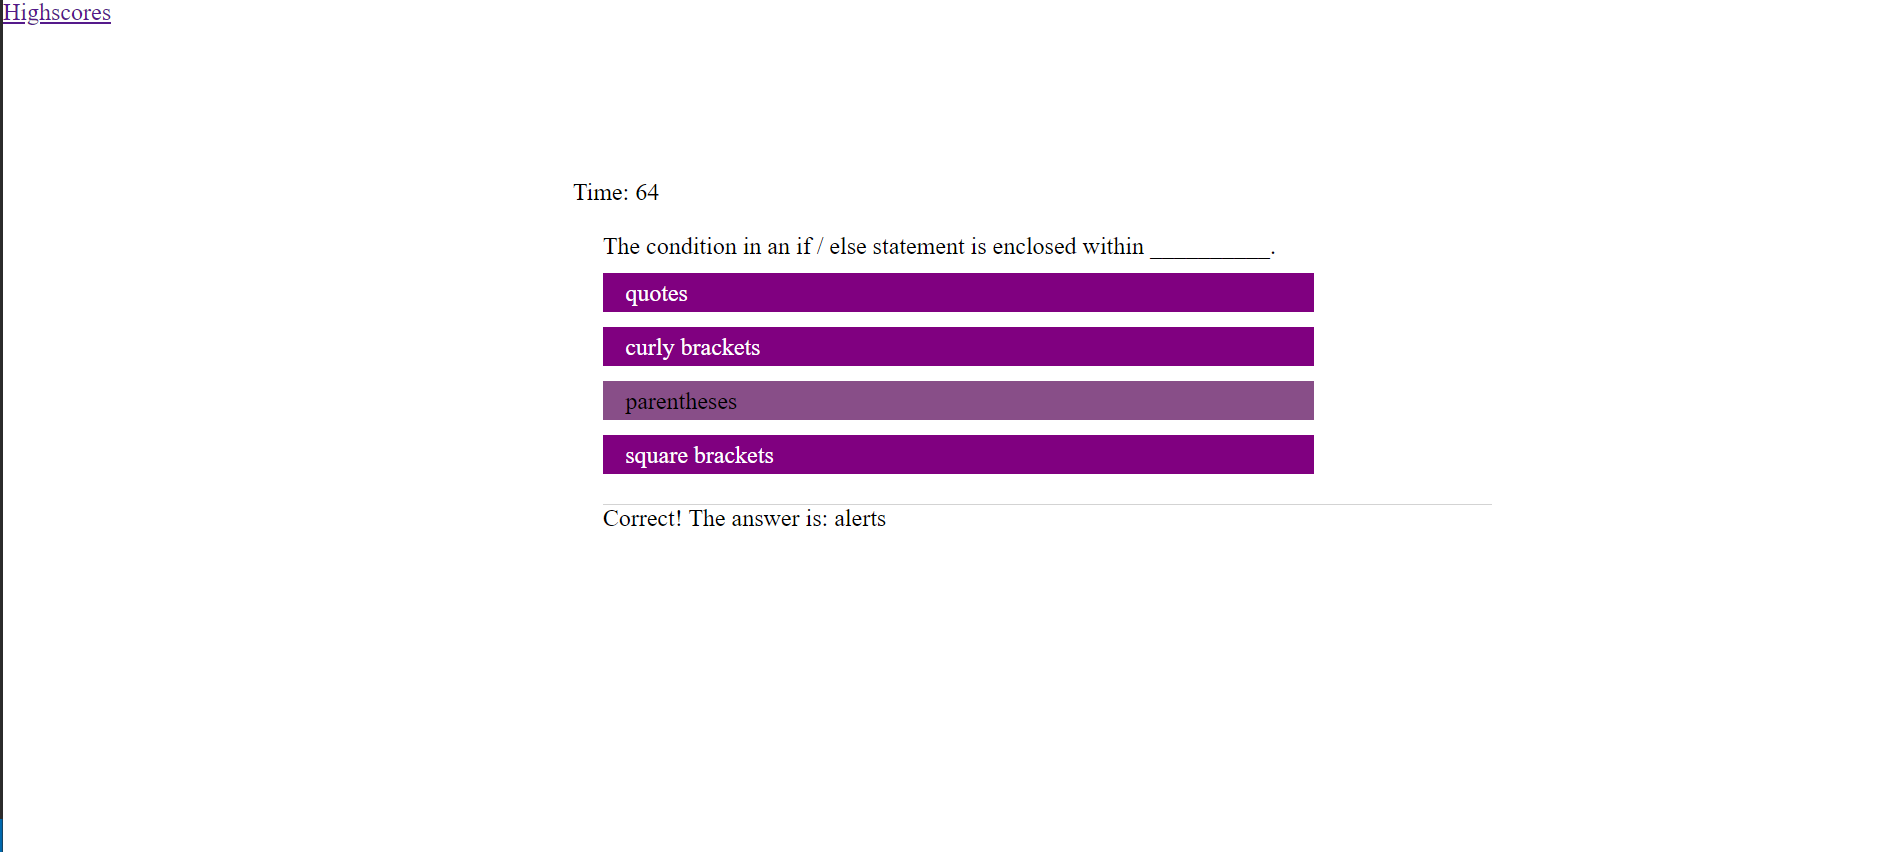 Highscores
Time: 64
The condition in an if / else statement is enclosed within __________.
quotes
curly brackets
parentheses
square brackets
Correct! The answer is: alerts